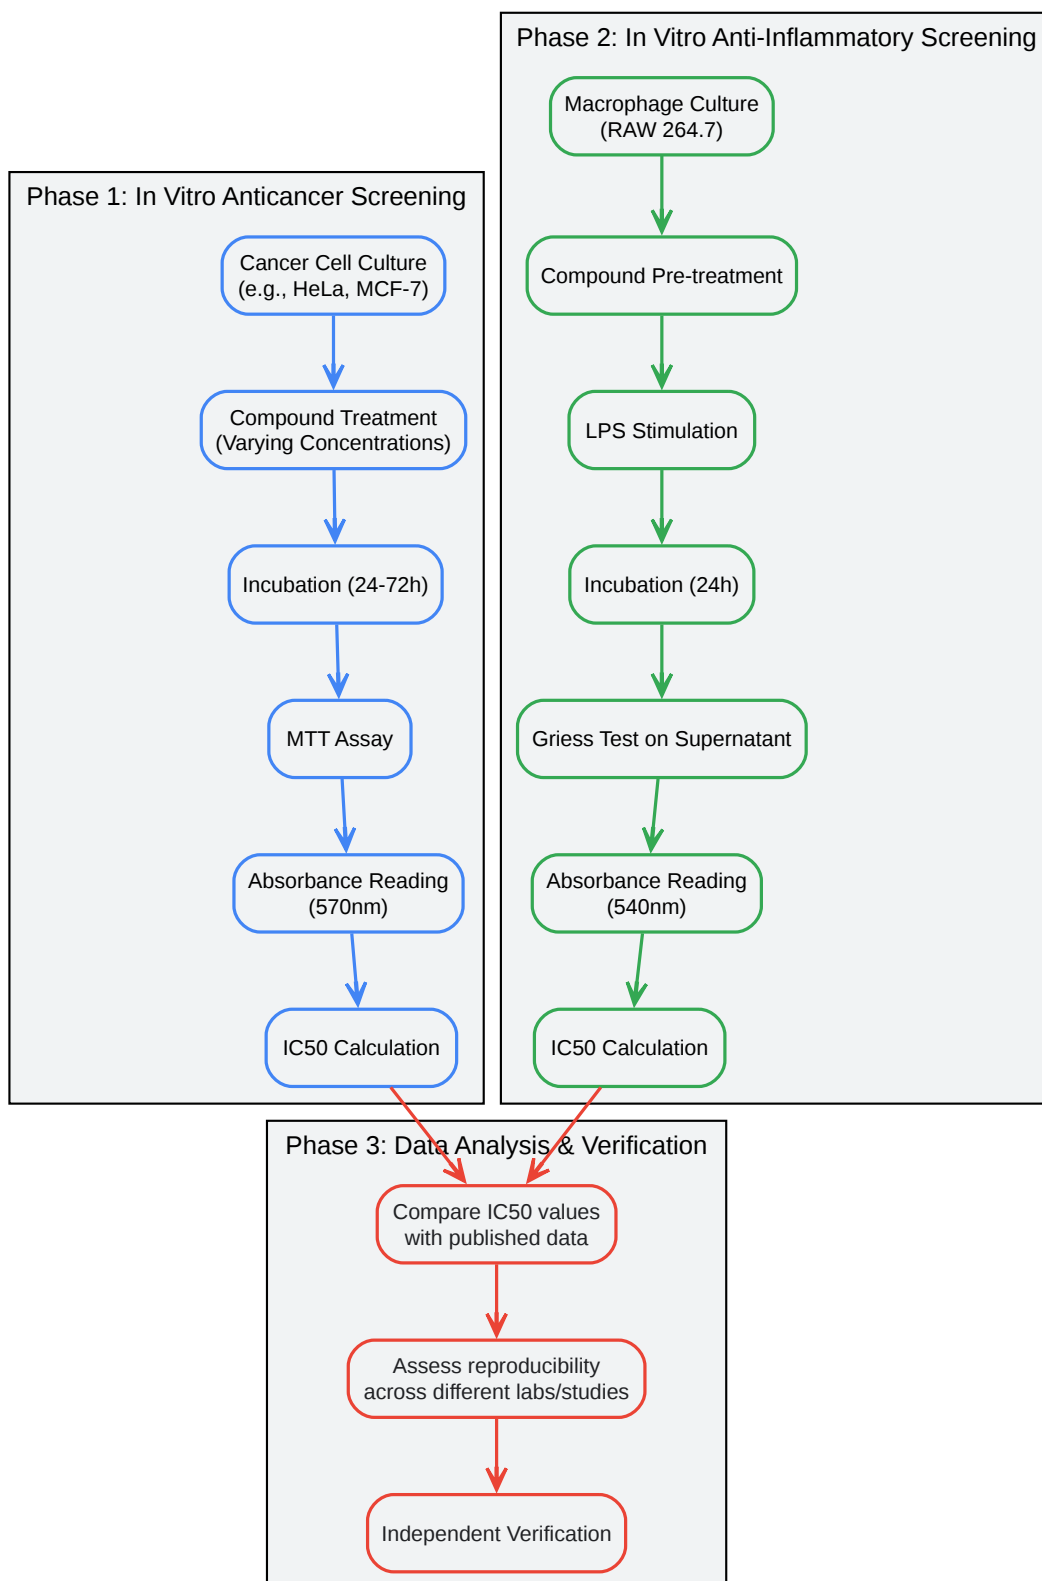 Phase 1: In Vitro Anticancer Screening
Cancer Cell Culture
(e.g., HeLa, MCF-7)
Compound Treatment
(Varying Concentrations)
Incubation (24-72h)
MTT Assay
Absorbance Reading
(570nm)
IC50 Calculation
Phase 2: In Vitro Anti-Inflammatory Screening
Macrophage Culture
(RAW 264.7)
Compound Pre-treatment
LPS Stimulation
Incubation (24h)
Griess Test on Supernatant
Absorbance Reading
(540nm)
IC50 Calculation
Phase 3: Data Analysis & Verification
Compare IC50 values
with published data
Assess reproducibility
across different labs/studies
Independent Verification